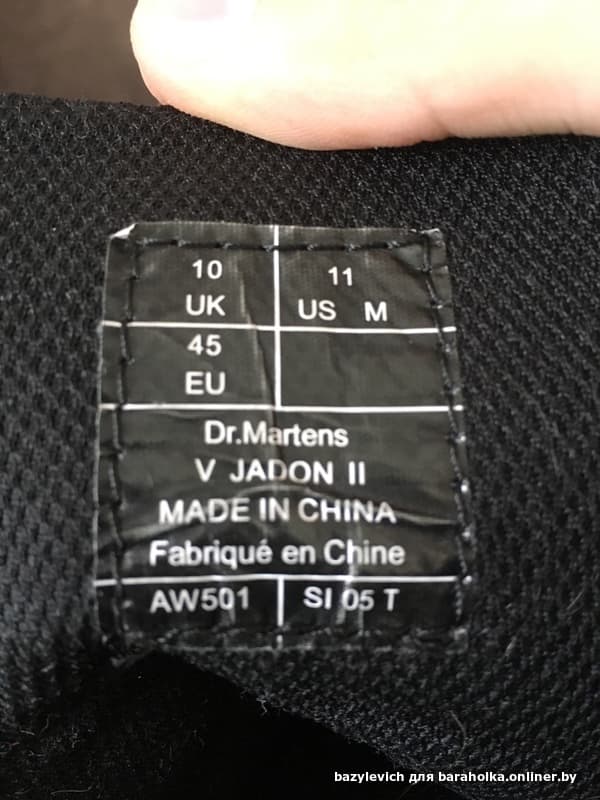 10
UK
11
US M
45
EU
Dr.Martens
V JADON II
MADE IN CHINA
Fabriqué en Chine
AW501
SI 05 T
bazylevich для baraholka.onliner.by